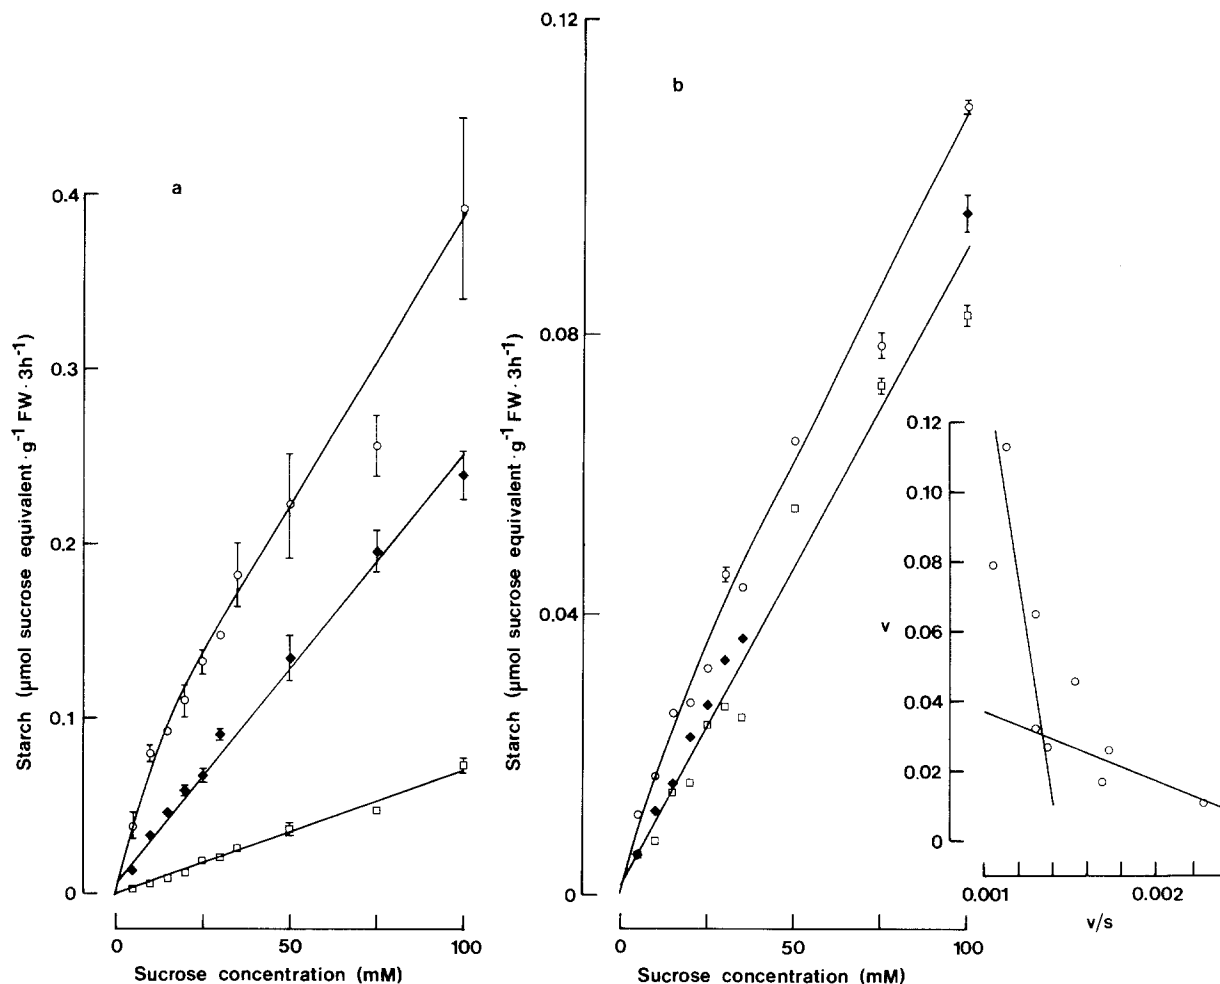 a
0.4
0.3
0.2
0.1
0
Starch (µmol sucrose equivalent · g⁻¹ FW · 3h⁻¹)
0 50 100
Sucrose concentration (mM)
b
0.12
0.08
0.04
0
Starch (µmol sucrose equivalent · g⁻¹ FW · 3h⁻¹)
0 50 100
Sucrose concentration (mM)
0.12
0.10
0.08
0.06
0.04
0.02
0
v
0.001 0.002
v/s